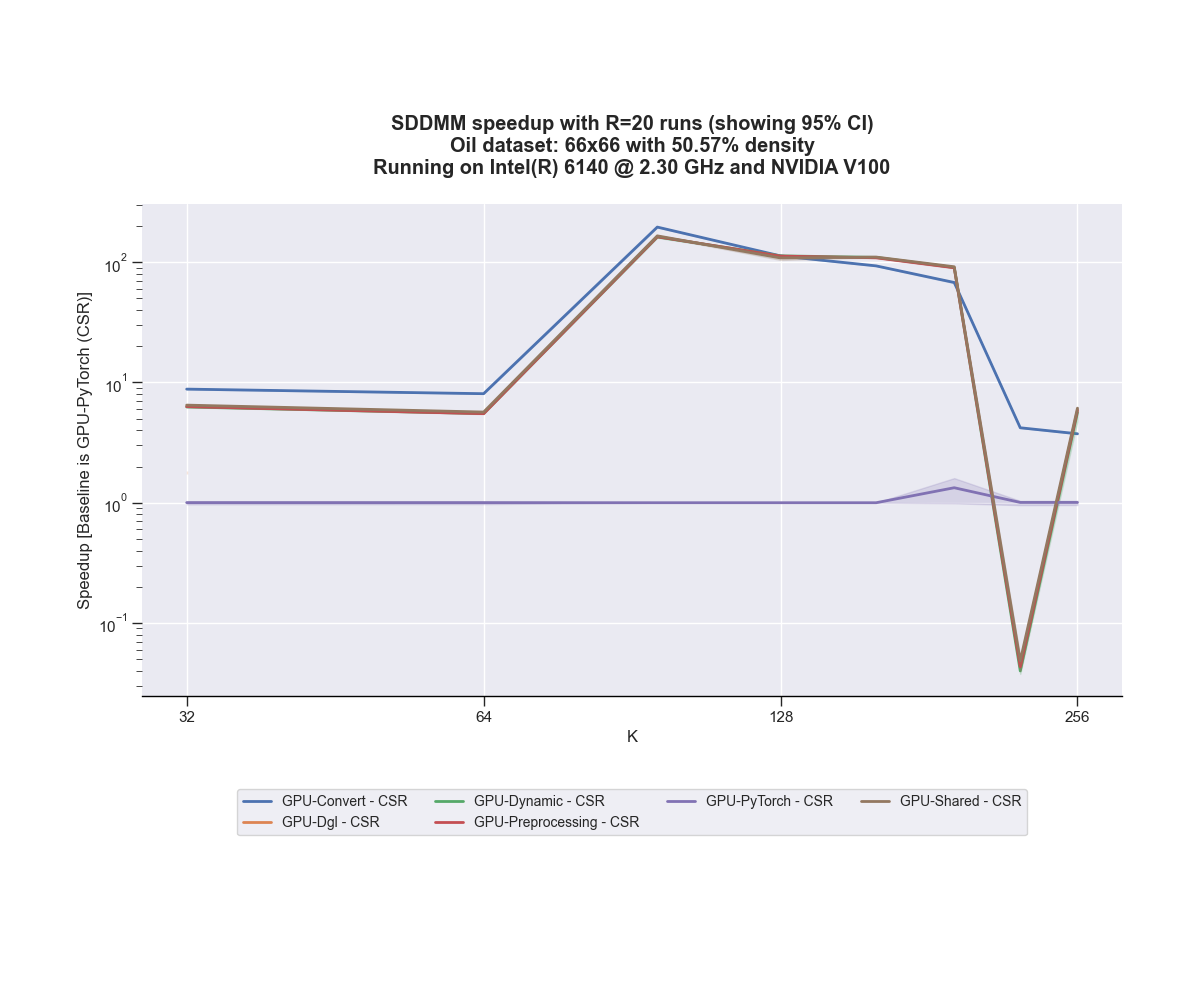 SDDMM speedup with R=20 runs (showing 95% CI)
Oil dataset: 66x66 with 50.57% density
Running on Intel(R) 6140 @ 2.30 GHz and NVIDIA V100
Speedup [Baseline is GPU-PyTorch (CSR)]
10²
10¹
10⁰
10⁻¹
32
64
128
256
K
GPU-Convert - CSR
GPU-Dgl - CSR
GPU-Dynamic - CSR
GPU-Preprocessing - CSR
GPU-PyTorch - CSR
GPU-Shared - CSR